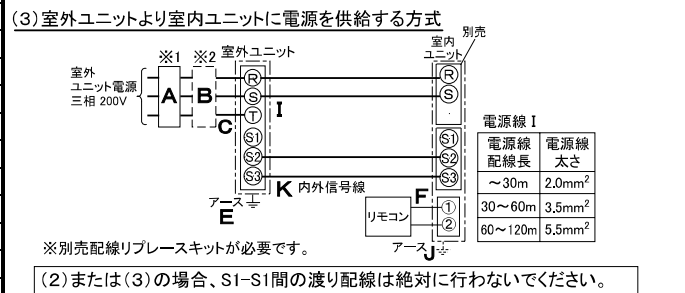 (3)室外ユニットより室内ユニットに電源を供給する方式
※1 ※2 室外ユニット
室内
ユニット
別売
室外
ユニット電源
三相 200V
A B C
R
S
T
S1
S2
S3
I
R
S
S1
S2
S3
K 内外信号線
アース
E
リモコン
F
①
②
アース J
電源線 I
電源線
配線長
電源線
太さ
～30m 2.0mm²
30～60m 3.5mm²
60～120m 5.5mm²
※別売配線リプレースキットが必要です。
(2)または(3)の場合、S1-S1間の渡り配線は絶対に行わないでください。